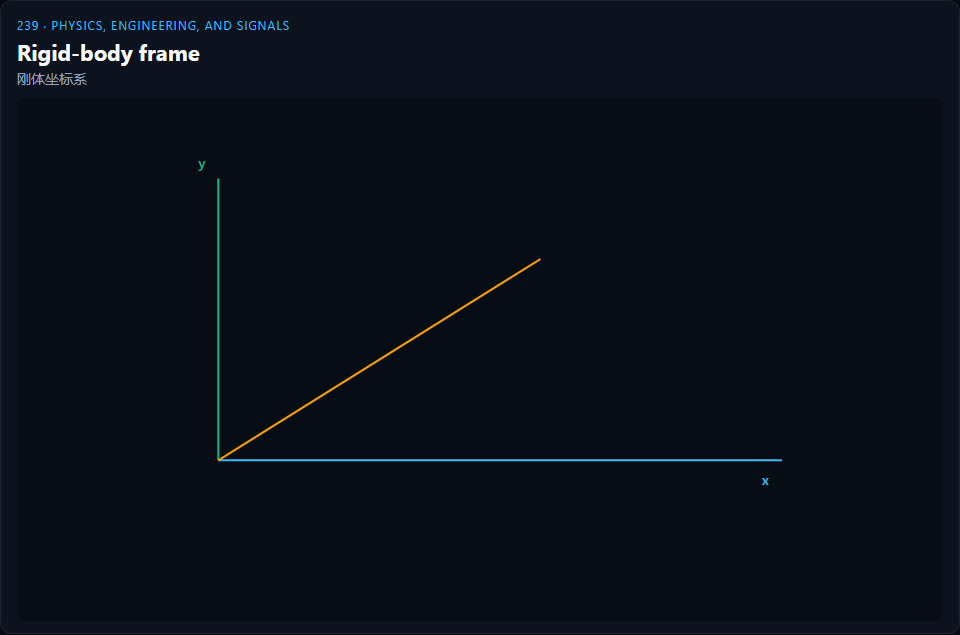 239 · PHYSICS, ENGINEERING, AND SIGNALS
Rigid-body frame
刚体坐标系
y
x